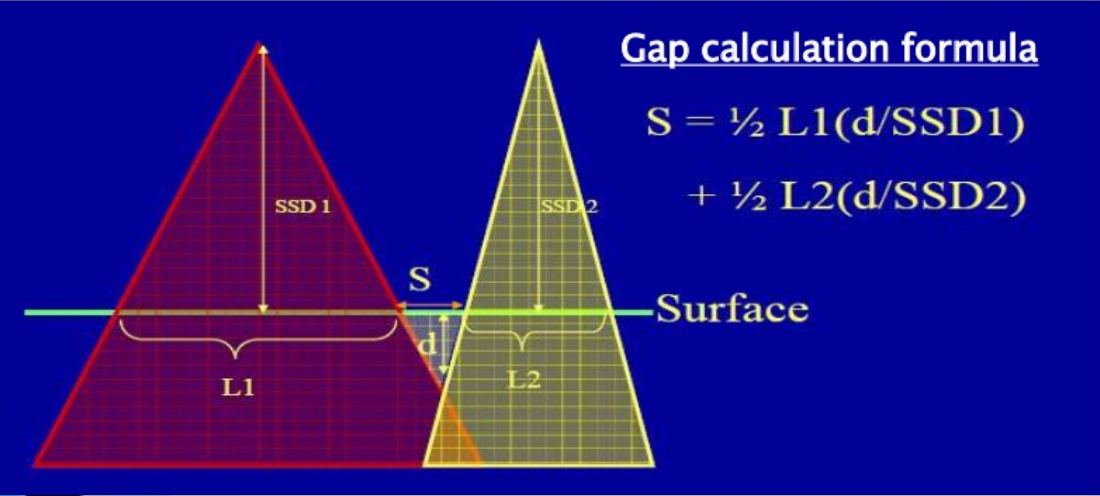 Gap calculation formula
S = ½ L1(d/SSD1)
+ ½ L2(d/SSD2)
SSD 1
SSD 2
S
Surface
d
L1
L2